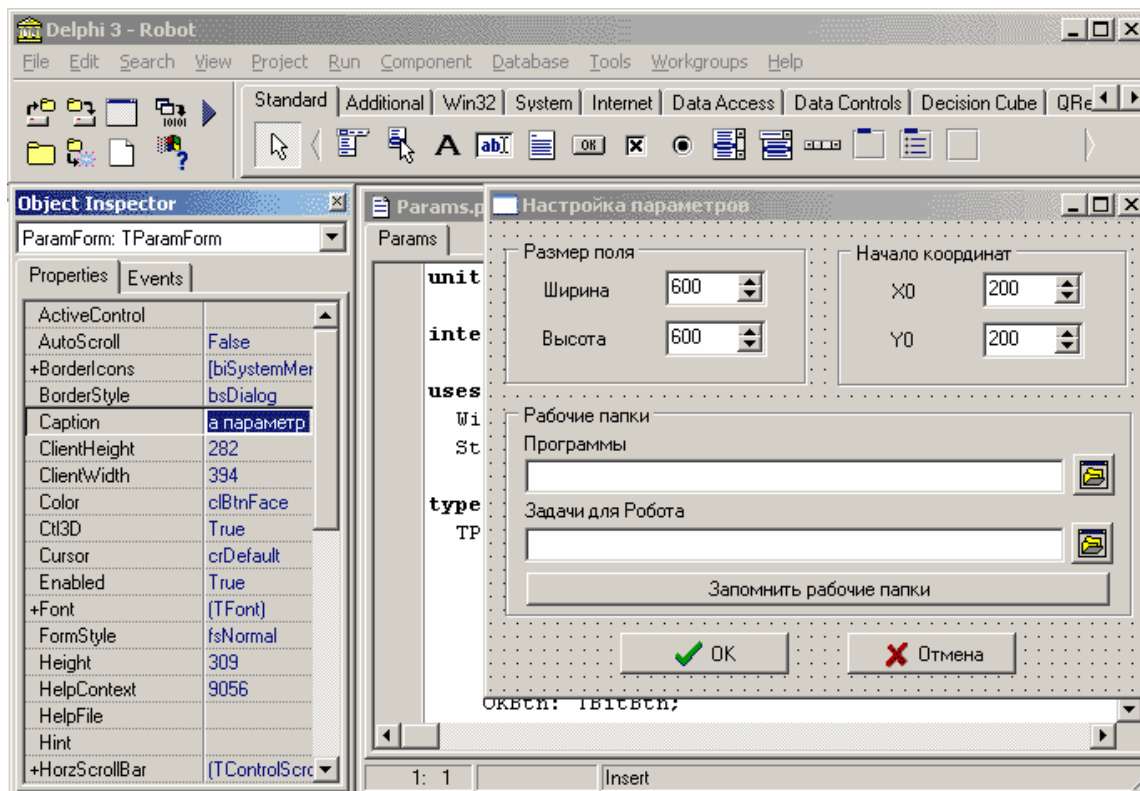 Delphi 3 - Robot
File Edit Search View Project Run Component Database Tools Workgroups Help
Standard Additional Win32 System Internet Data Access Data Controls Decision Cube QRe
Object Inspector
ParamForm: TParamForm
Properties Events
ActiveControl
AutoScroll False
+BorderIcons [biSystemMer
BorderStyle bsDialog
Caption а параметр
ClientHeight 282
ClientWidth 394
Color clBtnFace
Ctl3D True
Cursor crDefault
Enabled True
+Font (TFont)
FormStyle fsNormal
Height 309
HelpContext 9056
HelpFile
Hint
+HorzScrollBar (TControlScro
Params.p
Params
unit
inte
uses
Wi
St
type
TP
OKBtn: TBitBtn;
1: 1 Insert
Настройка параметров
Размер поля
Ширина 600
Высота 600
Начало координат
X0 200
Y0 200
Рабочие папки
Программы
Задачи для Робота
Запомнить рабочие папки
OK Отмена